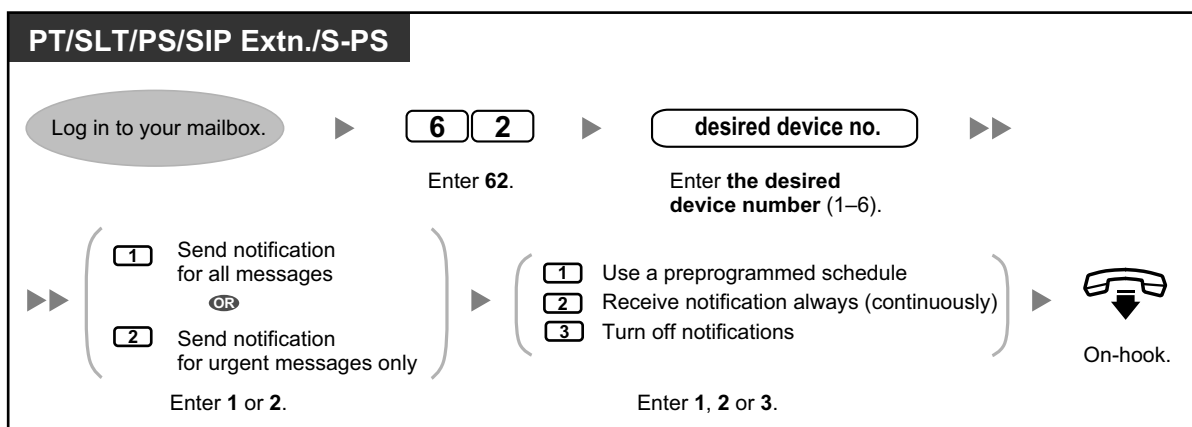 PT/SLT/PS/SIP Extn./S-PS
Log in to your mailbox.
6 2
desired device no.
Enter 62.
Enter the desired
device number (1–6).
1 Send notification
for all messages
OR
2 Send notification
for urgent messages only
Enter 1 or 2.
1 Use a preprogrammed schedule
2 Receive notification always (continuously)
3 Turn off notifications
Enter 1, 2 or 3.
On-hook.